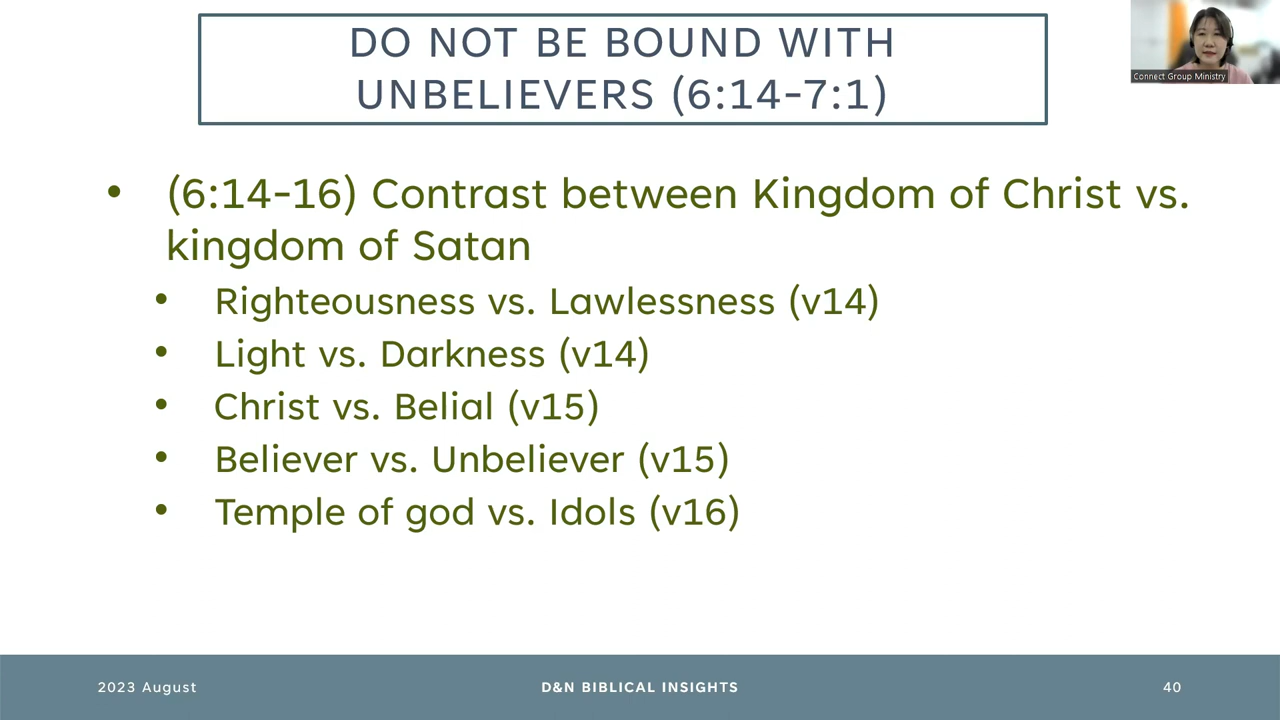 DO NOT BE BOUND WITH
UNBELIEVERS (6:14-7:1)
Connect Group Ministry
• (6:14-16) Contrast between Kingdom of Christ vs.
kingdom of Satan
• Righteousness vs. Lawlessness (v14)
• Light vs. Darkness (v14)
• Christ vs. Belial (v15)
• Believer vs. Unbeliever (v15)
• Temple of god vs. Idols (v16)
2023 August
D&N BIBLICAL INSIGHTS
40